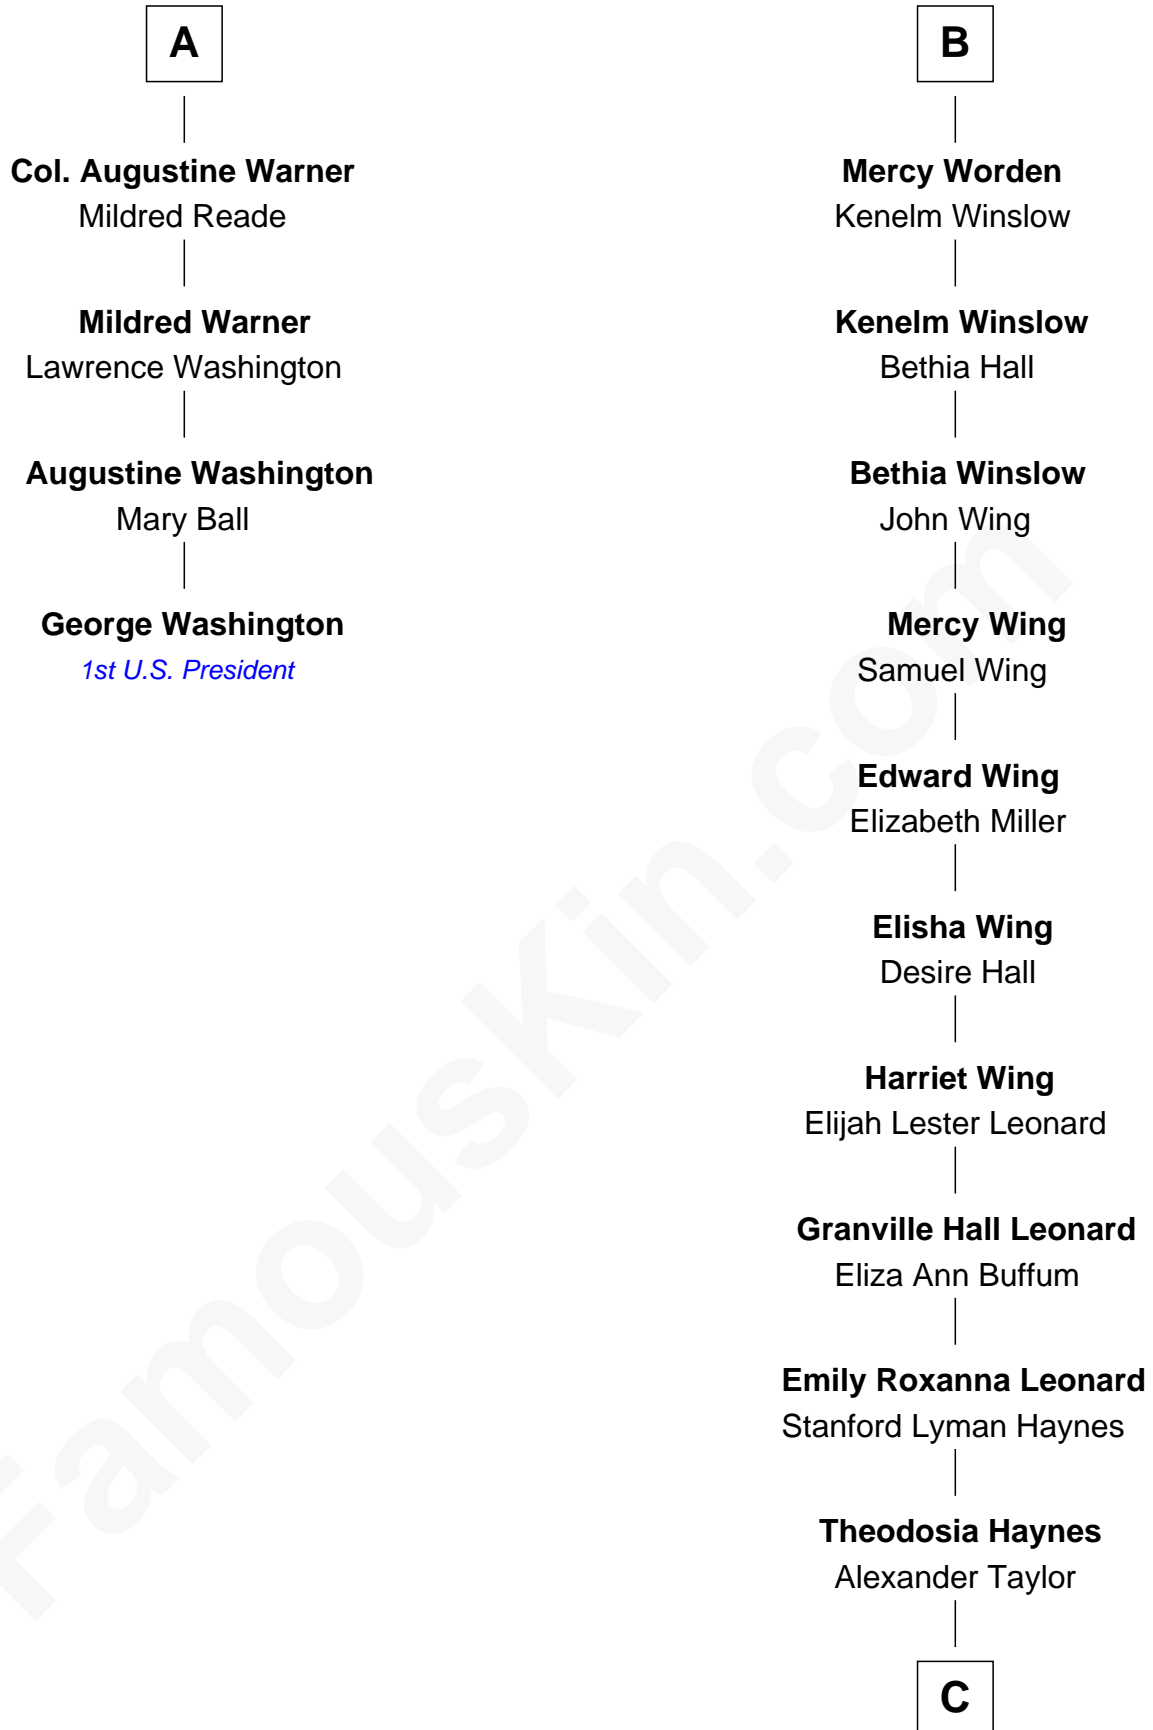 A
Col. Augustine Warner
Mildred Reade
Mildred Warner
Lawrence Washington
Augustine Washington
Mary Ball
George Washington
1st U.S. President
B
Mercy Worden
Kenelm Winslow
Kenelm Winslow
Bethia Hall
Bethia Winslow
John Wing
Mercy Wing
Samuel Wing
Edward Wing
Elizabeth Miller
Elisha Wing
Desire Hall
Harriet Wing
Elijah Lester Leonard
Granville Hall Leonard
Eliza Ann Buffum
Emily Roxanna Leonard
Stanford Lyman Haynes
Theodosia Haynes
Alexander Taylor
C
FamousKin.com